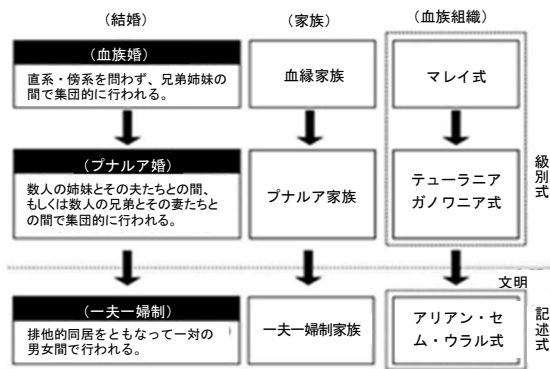 （結婚）
（家族）
（血族組織）
（血族婚）
直系・傍系を問わず、兄弟姉妹の
間で集団的に行われる。
血縁家族
マレイ式
（プナルア婚）
数人の姉妹とその夫たちとの間、
もしくは数人の兄弟とその妻たちと
の間で集団的に行われる。
プナルア家族
テューラニア
ガノワニア式
級別式
文明
（一夫一婦制）
排他的同居をともなって一対の
男女間で行われる。
一夫一婦制家族
アリアン・セ
ム・ウラル式
記述式